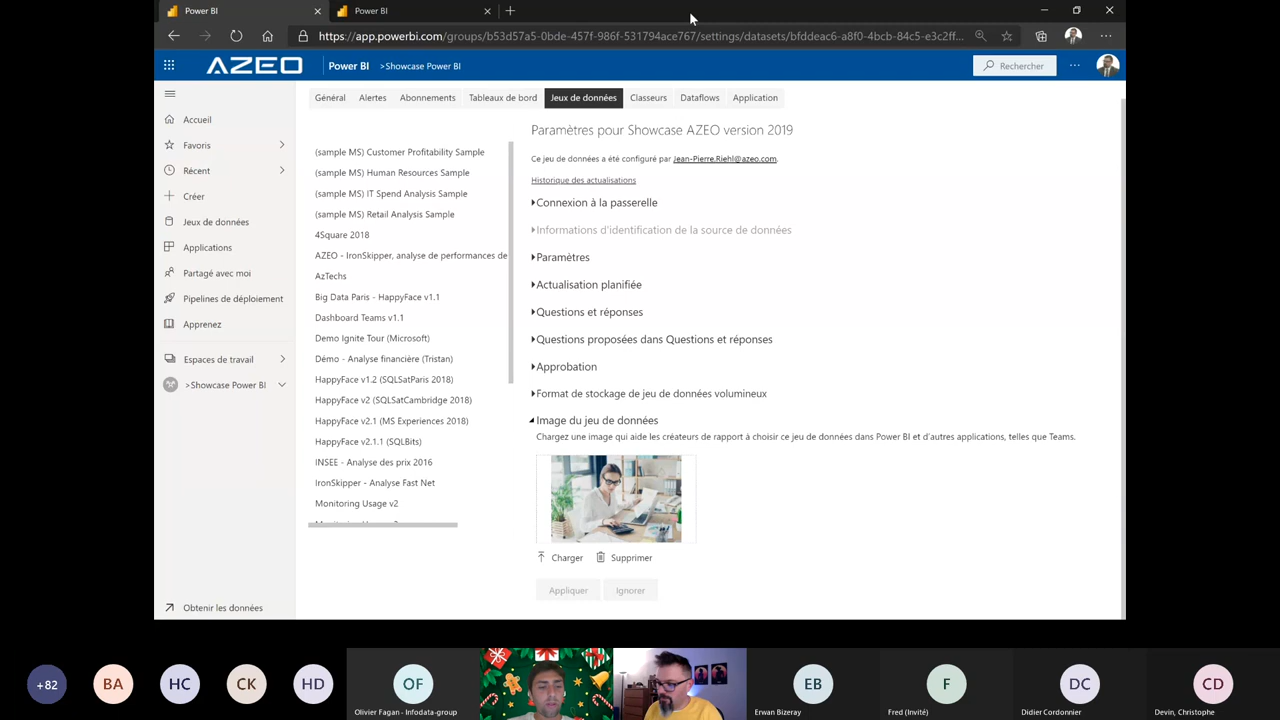 Power BI
Power BI
https://app.powerbi.com/groups/b53d57a5-0bde-457f-986f-531794ace767/settings/datasets/bfddeac6-a8f0-4bcb-84c5-e3c2ff...
AZEO
Power BI
>Showcase Power BI
Rechercher
Général
Alertes
Abonnements
Tableaux de bord
Jeux de données
Classeurs
Dataflows
Application
Accueil
Favoris
Récent
Créer
Jeux de données
Applications
Partagé avec moi
Pipelines de déploiement
Apprenez
Espaces de travail
>Showcase Power BI
Obtenir les données
(sample MS) Customer Profitability Sample
(sample MS) Human Resources Sample
(sample MS) IT Spend Analysis Sample
(sample MS) Retail Analysis Sample
4Square 2018
AZEO - IronSkipper, analyse de performances de
AzTechs
Big Data Paris - HappyFace v1.1
Dashboard Teams v1.1
Demo Ignite Tour (Microsoft)
Démo - Analyse financière (Tristan)
HappyFace v1.2 (SQLSatParis 2018)
HappyFace v2 (SQLSatCambridge 2018)
HappyFace v2.1 (MS Experiences 2018)
HappyFace v2.1.1 (SQLBits)
INSEE - Analyse des prix 2016
IronSkipper - Analyse Fast Net
Monitoring Usage v2
Paramètres pour Showcase AZEO version 2019
Ce jeu de données a été configuré par Jean-Pierre.Riehl@azeo.com.
Historique des actualisations
Connexion à la passerelle
Informations d'identification de la source de données
Paramètres
Actualisation planifiée
Questions et réponses
Questions proposées dans Questions et réponses
Approbation
Format de stockage de jeu de données volumineux
Image du jeu de données
Chargez une image qui aide les créateurs de rapport à choisir ce jeu de données dans Power BI et d'autres applications, telles que Teams.
Charger
Supprimer
Appliquer
Ignorer
+82
BA
HC
CK
HD
OF
Olivier Fagan - Infodata-group
EB
Erwan Bizeray
F
Fred (Invité)
DC
Didier Cordonnier
CD
Devin, Christophe